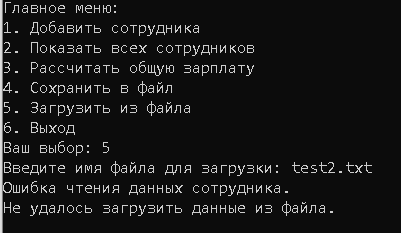 Главное меню:
1. Добавить сотрудника
2. Показать всех сотрудников
3. Рассчитать общую зарплату
4. Сохранить в файл
5. Загрузить из файла
6. Выход
Ваш выбор: 5
Введите имя файла для загрузки: test2.txt
Ошибка чтения данных сотрудника.
Не удалось загрузить данные из файла.